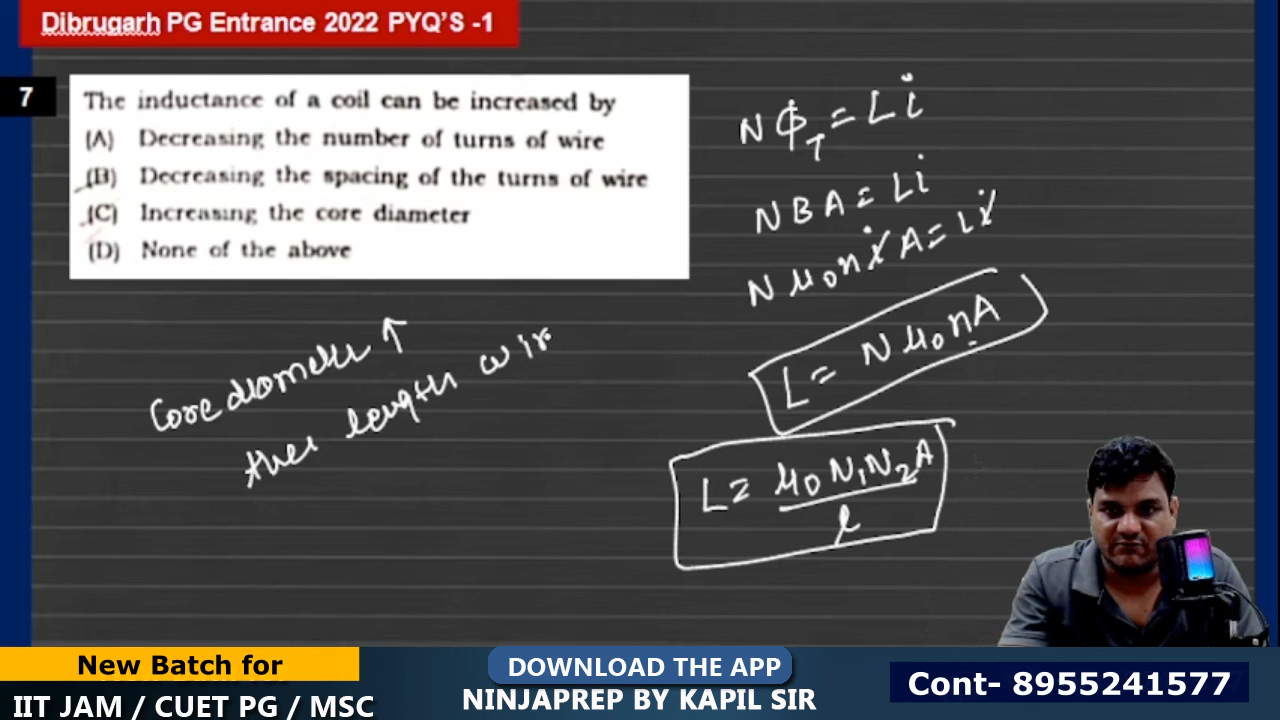 Dibrugarh PG Entrance 2022 PYQ'S -1
7
The inductance of a coil can be increased by
(A) Decreasing the number of turns of wire
(B) Decreasing the spacing of the turns of wire
(C) Increasing the core diameter
(D) None of the above
NΦ_T = Li
NBA = Li
Nμ₀niA = Li
L = Nμ₀nA
L = μ₀N₁N₂A / l
Core diameter ↑
length wir
New Batch for
IIT JAM / CUET PG / MSC
DOWNLOAD THE APP
NINJAPREP BY KAPIL SIR
Cont- 8955241577